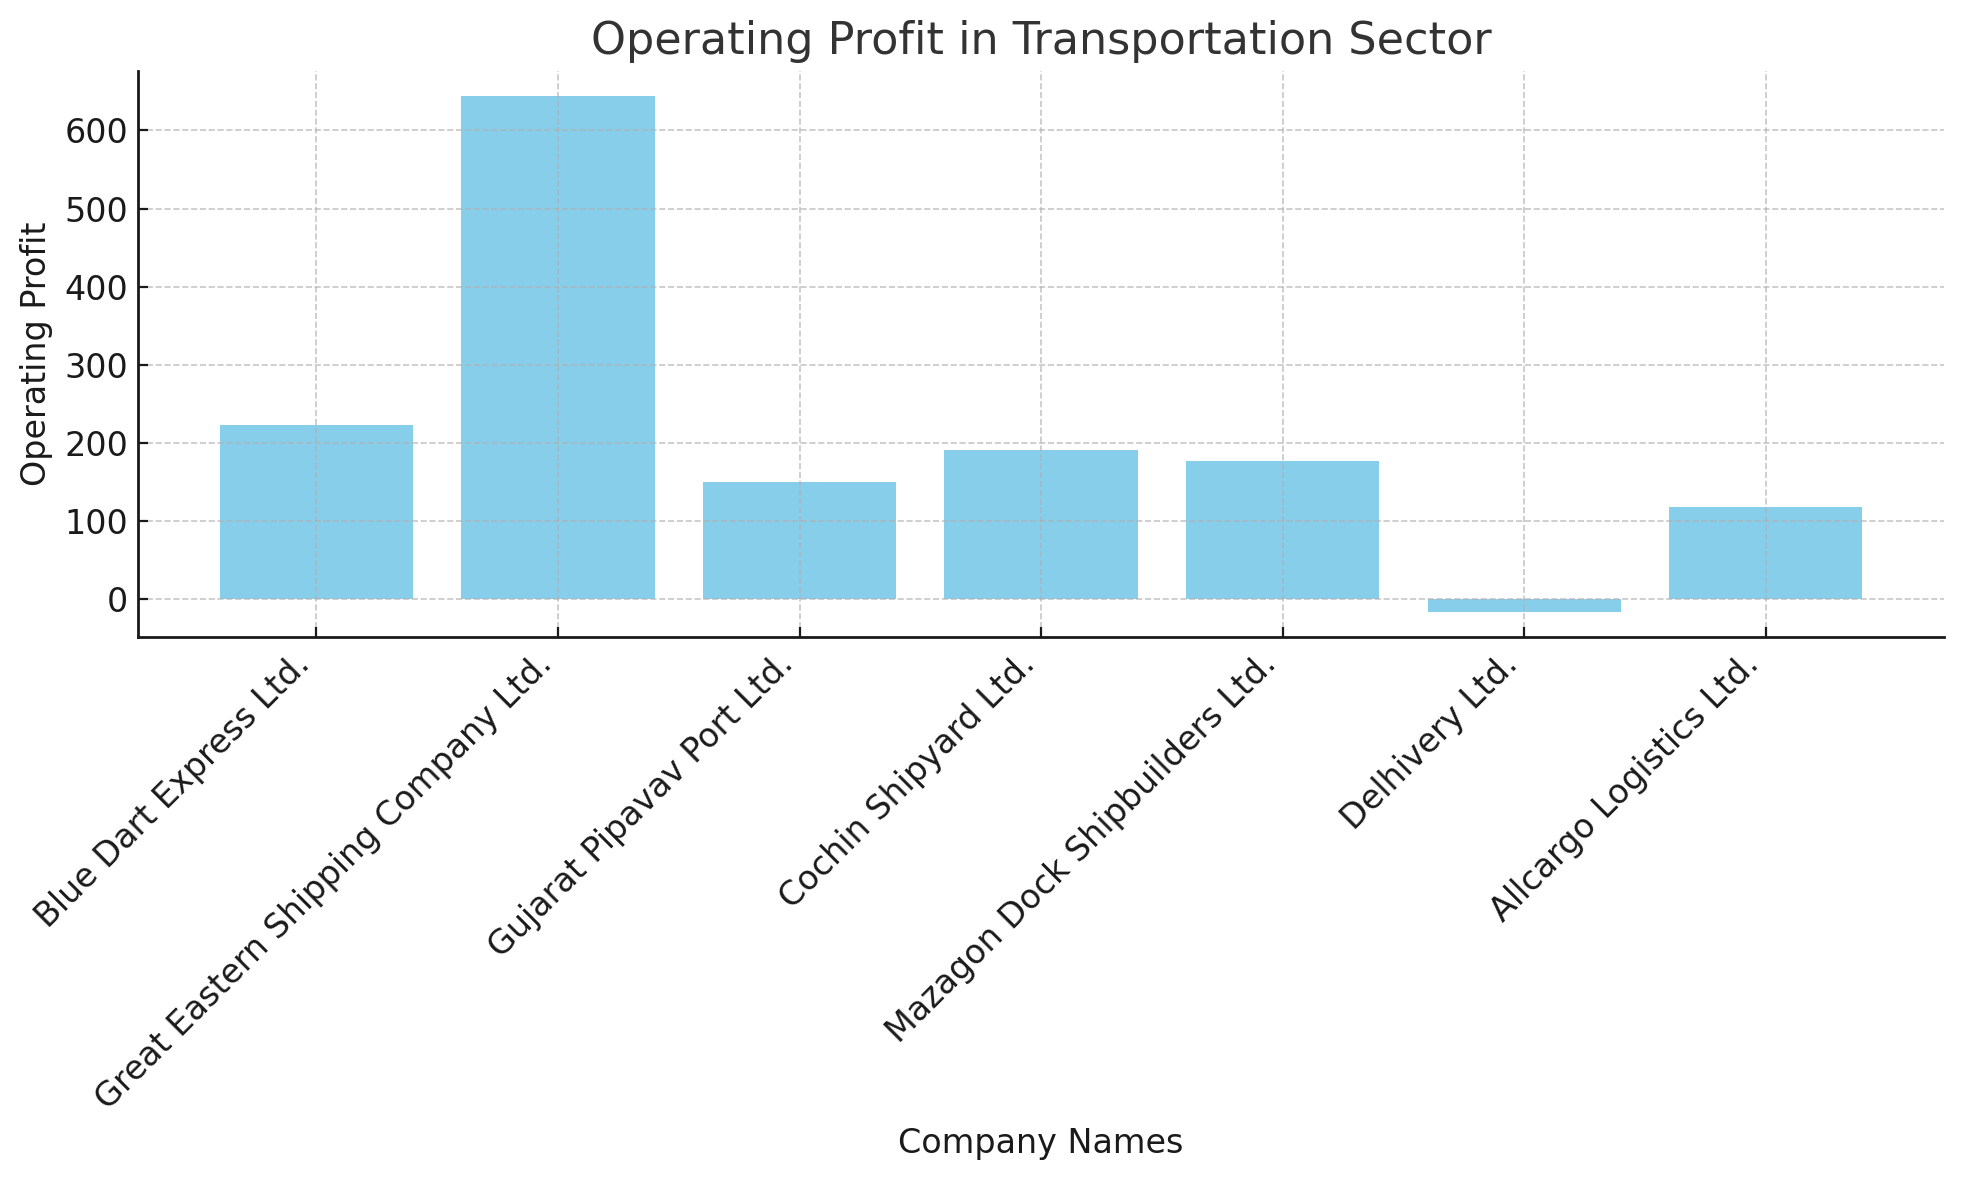 Operating Profit in Transportation Sector
Operating Profit
600
500
400
300
200
100
0
Blue Dart Express Ltd.
Great Eastern Shipping Company Ltd.
Gujarat Pipavav Port Ltd.
Cochin Shipyard Ltd.
Mazagon Dock Shipbuilders Ltd.
Delhivery Ltd.
Allcargo Logistics Ltd.
Company Names